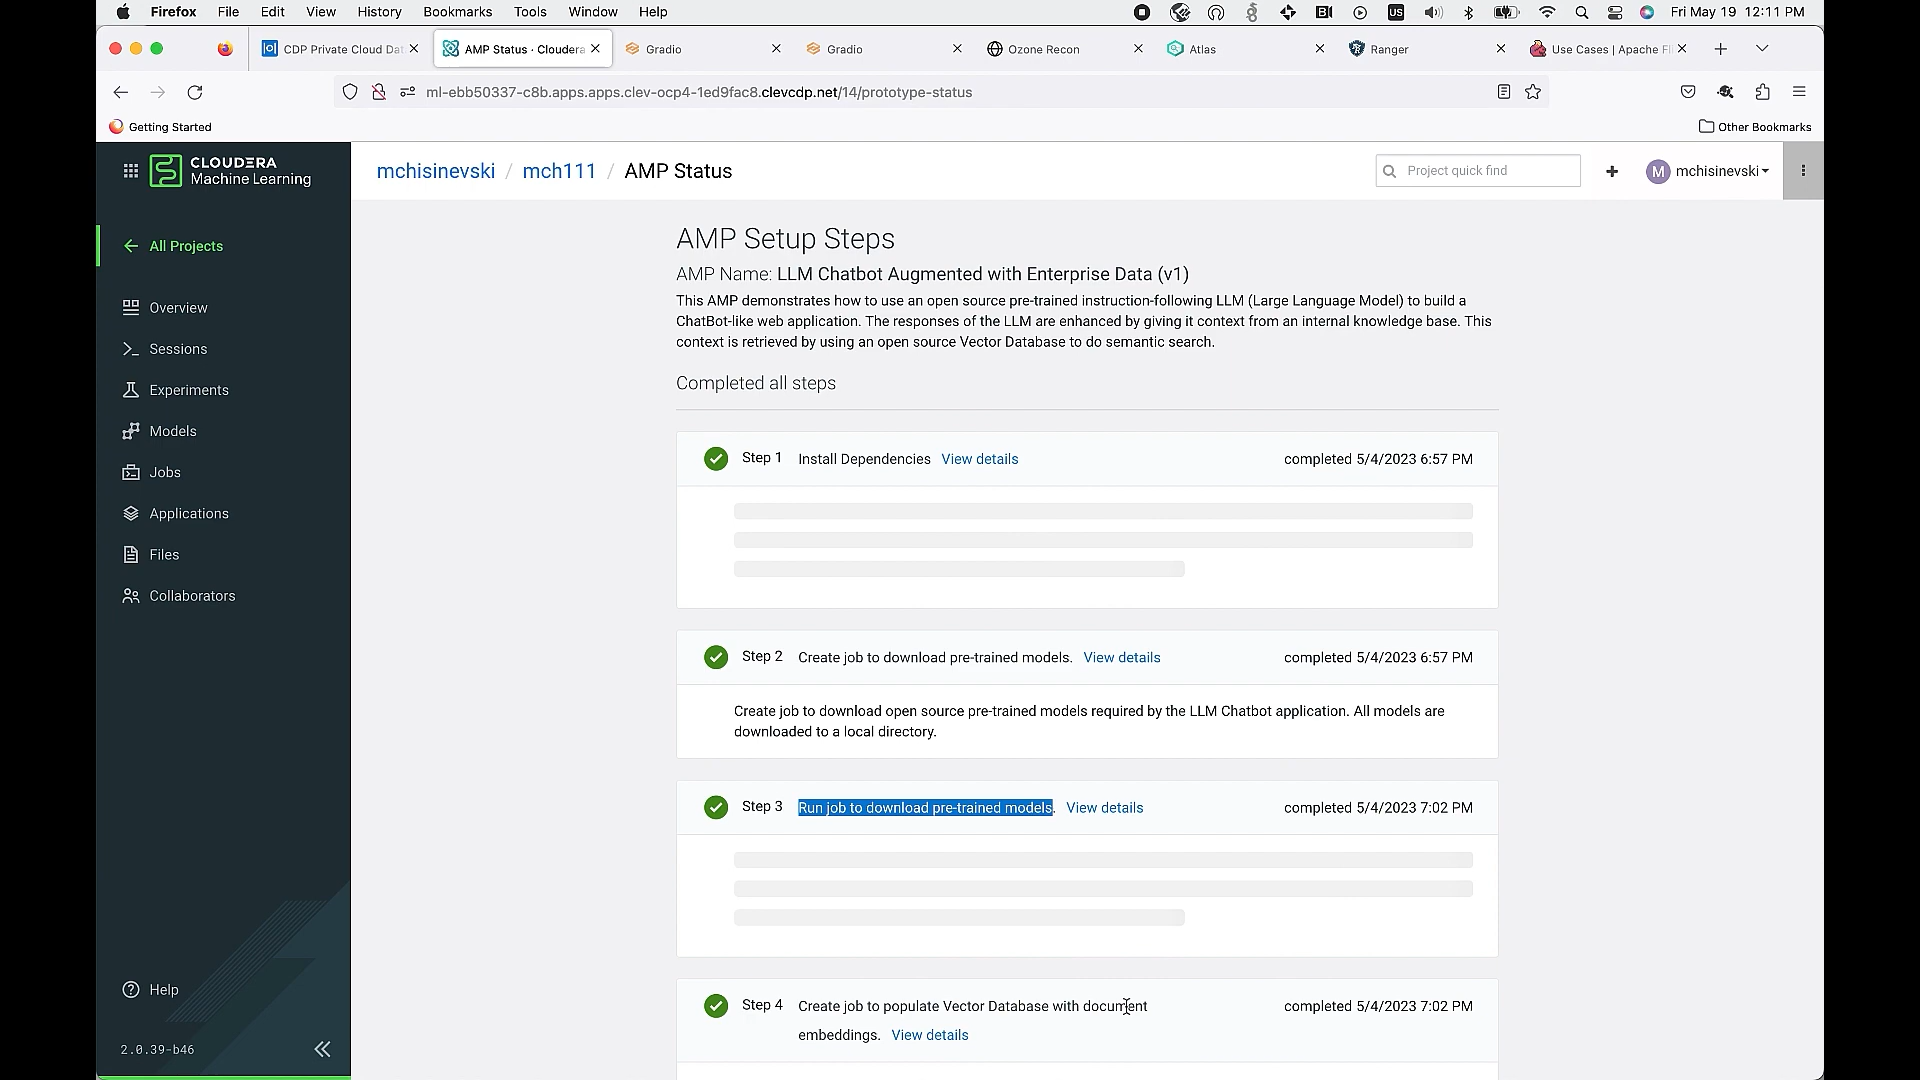 Firefox File Edit View History Bookmarks Tools Window Help
US
Fri May 19 12:11 PM
CDP Private Cloud Dat
AMP Status · Cloudera
Gradio
Gradio
Ozone Recon
Atlas
Ranger
Use Cases | Apache Fl
ml-ebb50337-c8b.apps.apps.clev-ocp4-1ed9fac8.clevcdp.net/14/prototype-status
Getting Started
Other Bookmarks
CLOUDERA
Machine Learning
mchisinevski / mch111 / AMP Status
Project quick find
M
mchisinevski
All Projects
Overview
Sessions
Experiments
Models
Jobs
Applications
Files
Collaborators
Help
2.0.39-b46
AMP Setup Steps
AMP Name: LLM Chatbot Augmented with Enterprise Data (v1)
This AMP demonstrates how to use an open source pre-trained instruction-following LLM (Large Language Model) to build a
ChatBot-like web application. The responses of the LLM are enhanced by giving it context from an internal knowledge base. This
context is retrieved by using an open source Vector Database to do semantic search.
Completed all steps
Step 1 Install Dependencies View details completed 5/4/2023 6:57 PM
Step 2 Create job to download pre-trained models. View details completed 5/4/2023 6:57 PM
Create job to download open source pre-trained models required by the LLM Chatbot application. All models are
downloaded to a local directory.
Step 3 Run job to download pre-trained models. View details completed 5/4/2023 7:02 PM
Step 4 Create job to populate Vector Database with document completed 5/4/2023 7:02 PM
embeddings. View details